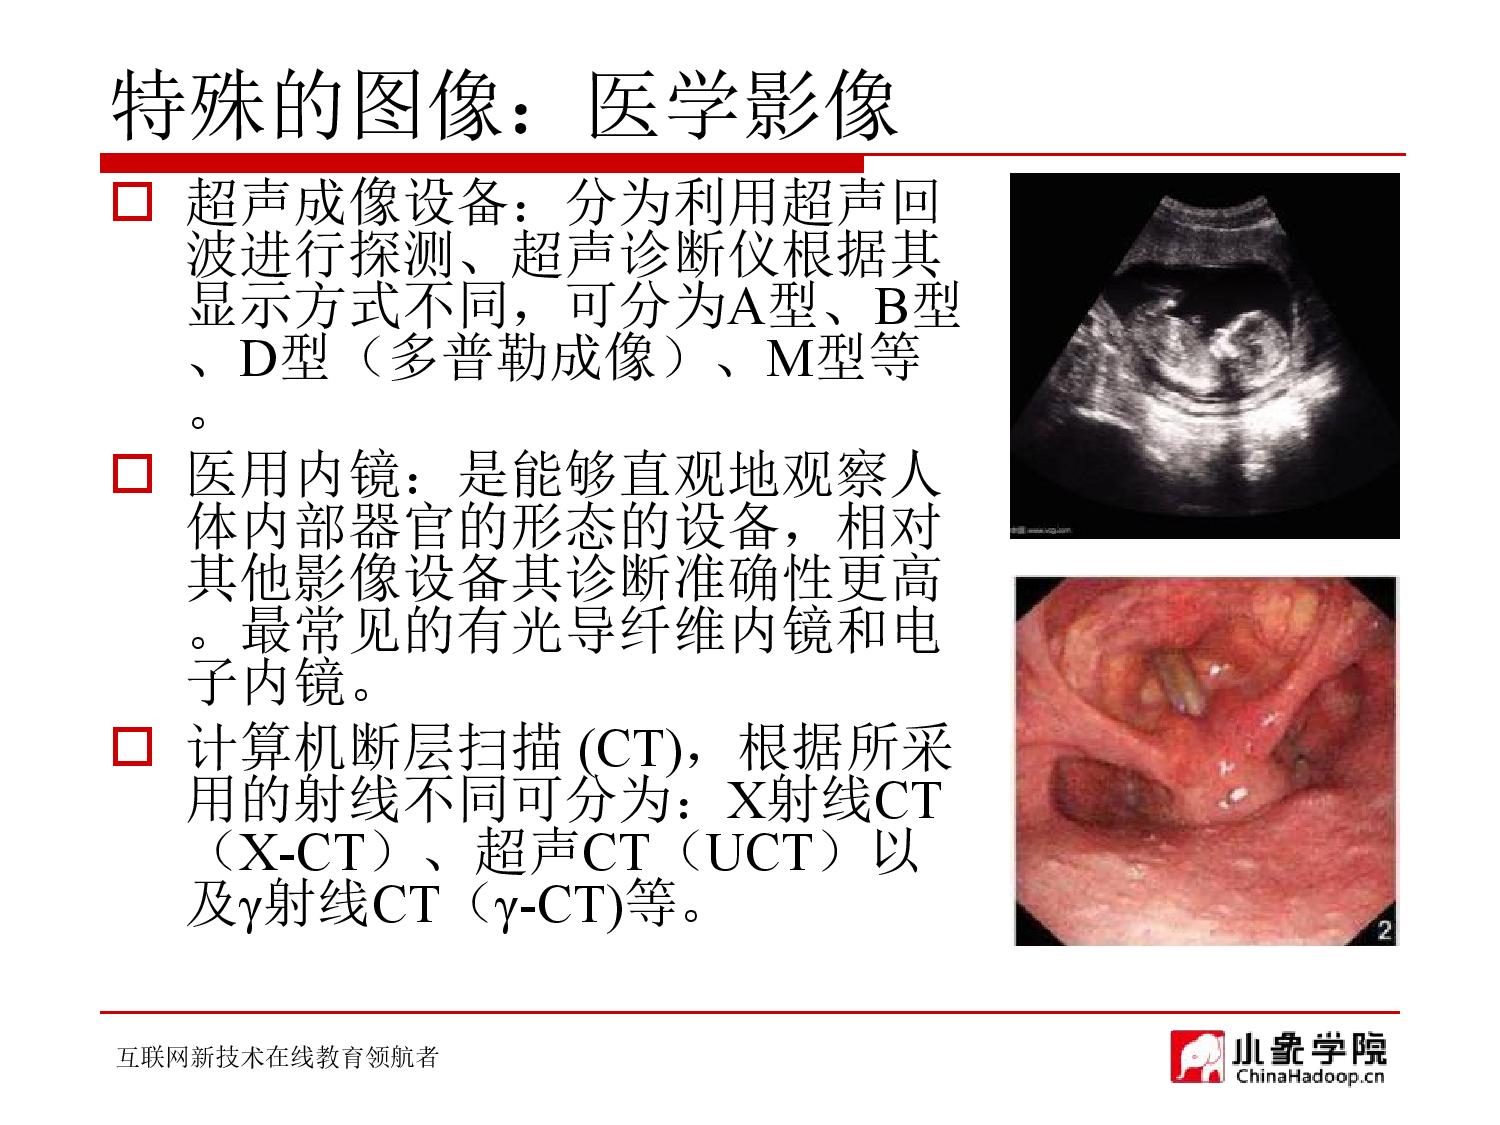 特殊的图像：医学影像
超声成像设备：分为利用超声回
波进行探测、超声诊断仪根据其
显示方式不同，可分为A型、B型
、D型（多普勒成像）、M型等
。
医用内镜：是能够直观地观察人
体内部器官的形态的设备，相对
其他影像设备其诊断准确性更高
。最常见的有光导纤维内镜和电
子内镜。
计算机断层扫描 (CT)，根据所采
用的射线不同可分为：X射线CT
（X-CT）、超声CT（UCT）以
及γ射线CT（γ-CT)等。
2
互联网新技术在线教育领航者
小象学院
ChinaHadoop.cn